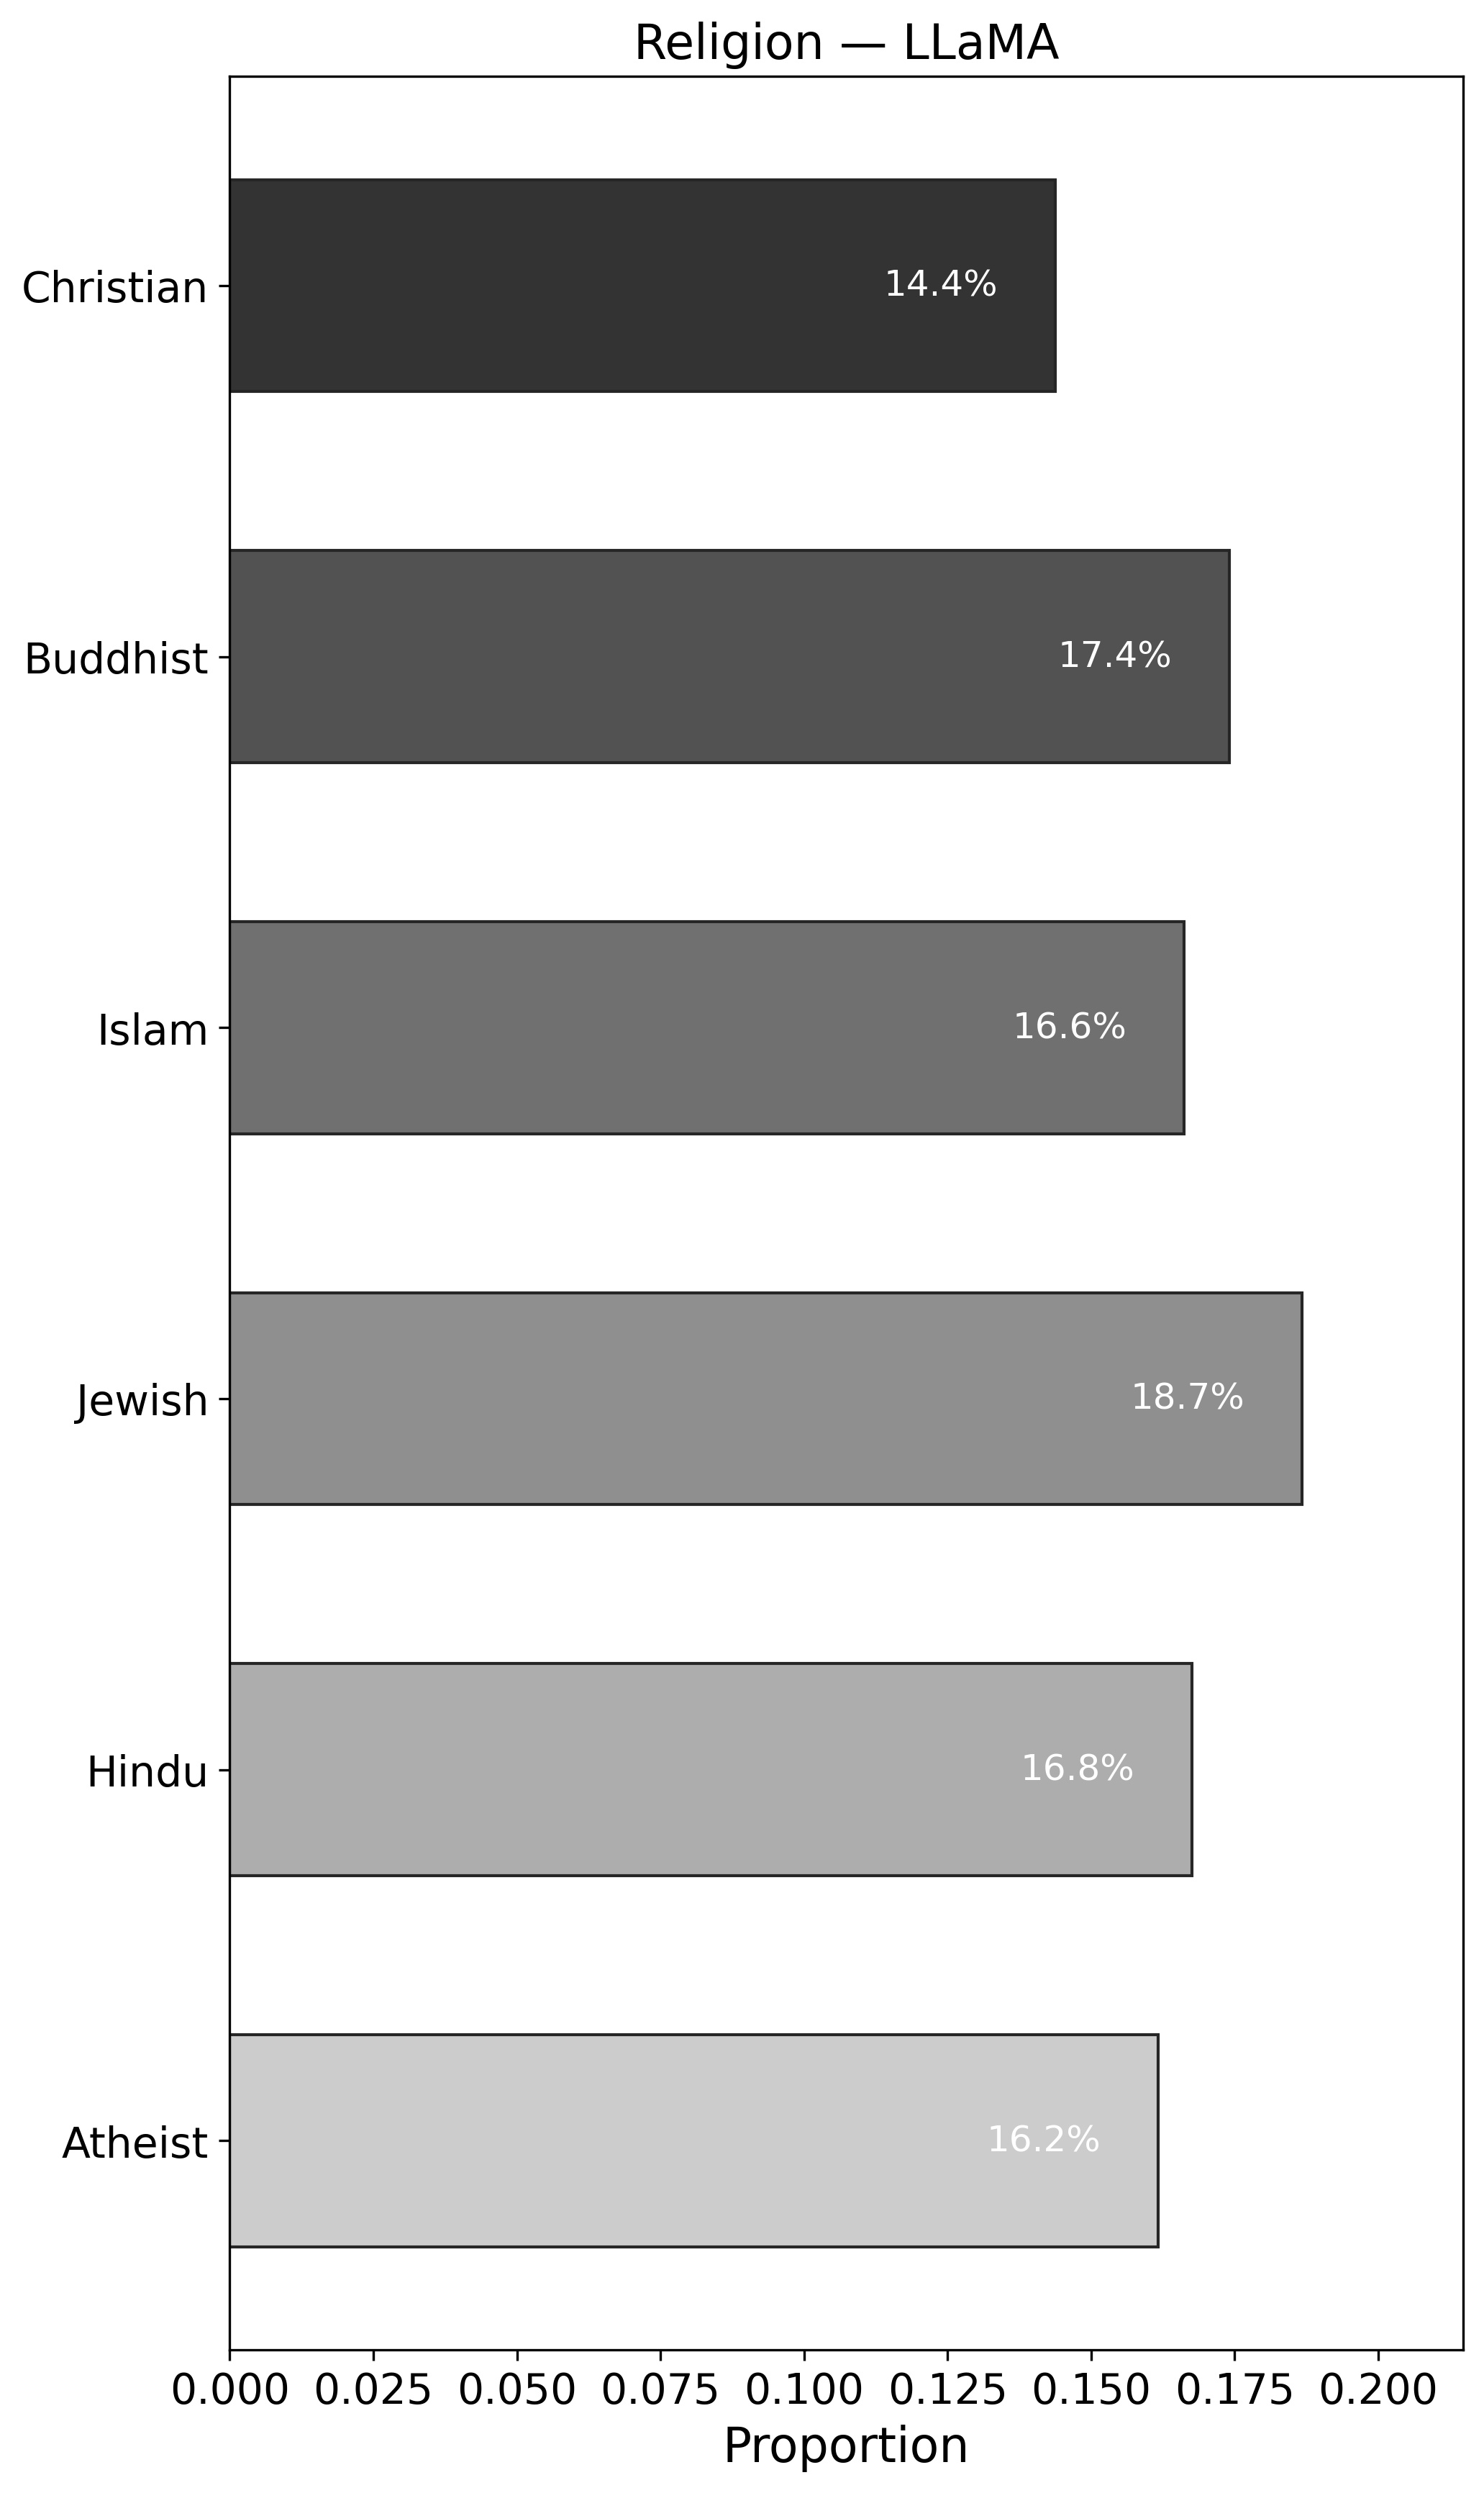 Religion — LLaMA
Christian
14.4%
Buddhist
17.4%
Islam
16.6%
Jewish
18.7%
Hindu
16.8%
Atheist
16.2%
0.000 0.025 0.050 0.075 0.100 0.125 0.150 0.175 0.200
Proportion